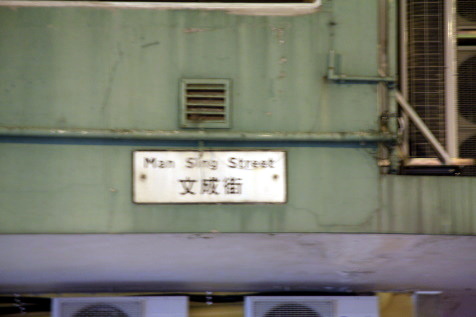 Man Sing Street
文成街